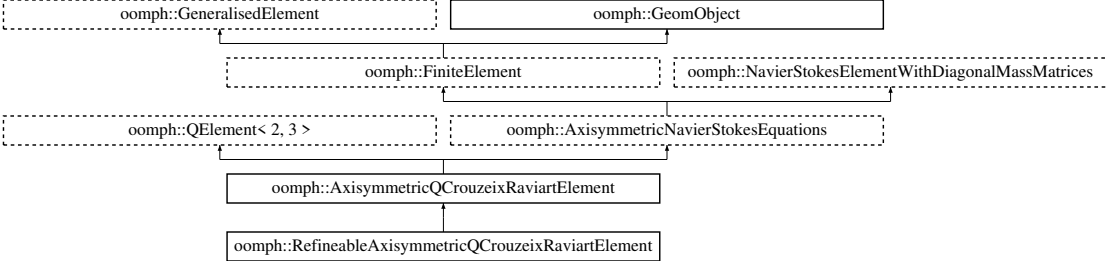 oomph::GeneralisedElement
oomph::GeomObject
oomph::FiniteElement
oomph::NavierStokesElementWithDiagonalMassMatrices
oomph::QElement< 2, 3 >
oomph::AxisymmetricNavierStokesEquations
oomph::AxisymmetricQCrouzeixRaviartElement
oomph::RefineableAxisymmetricQCrouzeixRaviartElement